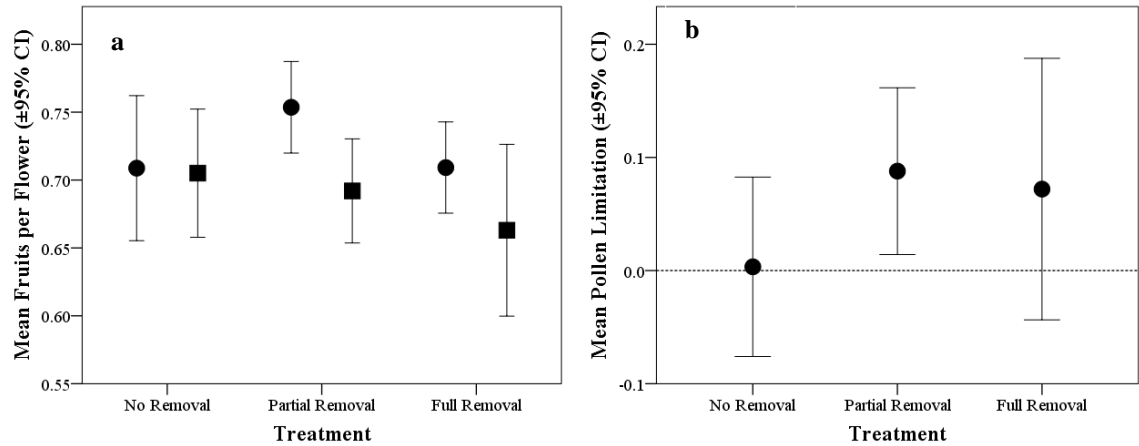 a
Mean Fruits per Flower (±95% CI)
0.80
0.75
0.70
0.65
0.60
0.55
No Removal Partial Removal Full Removal
Treatment
b
Mean Pollen Limitation (±95% CI)
0.2
0.1
0.0
-0.1
No Removal Partial Removal Full Removal
Treatment